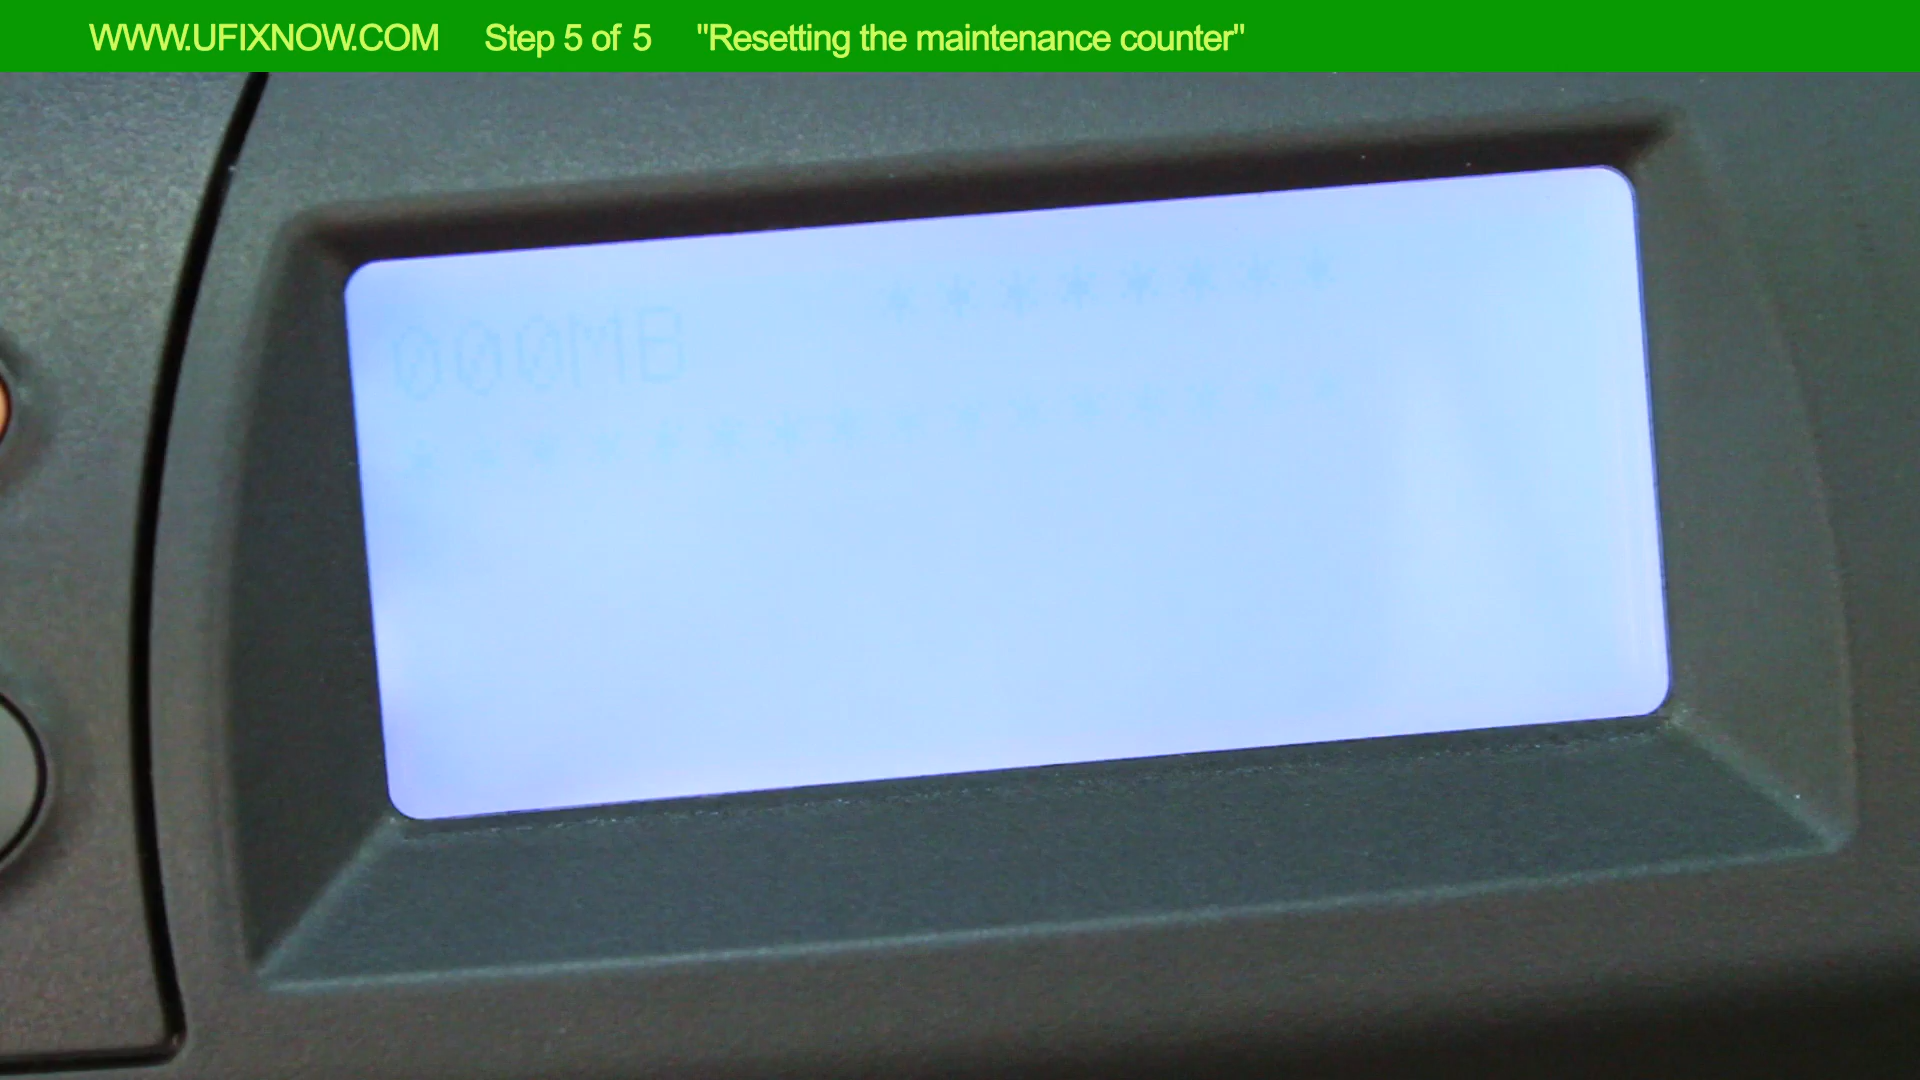 WWW.UFIXNOW.COM Step 5 of 5 "Resetting the maintenance counter"
000MB ********
****************